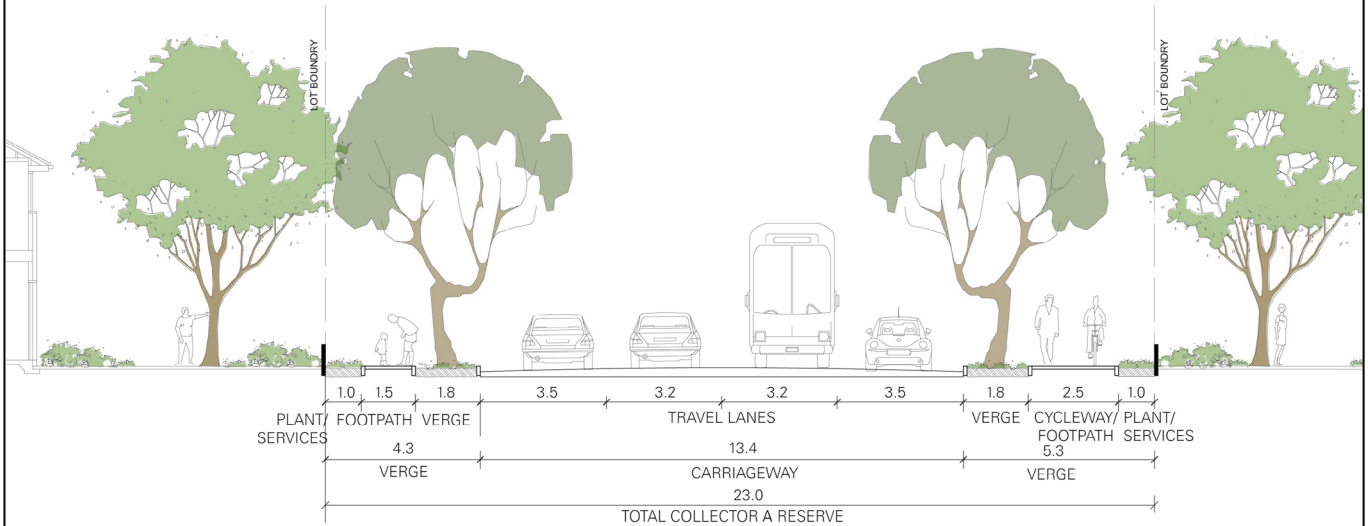 LOT BOUNDRY
LOT BOUNDRY
1.0 1.5 1.8 3.5 3.2 3.2 3.5 1.8 2.5 1.0
PLANT/ FOOTPATH VERGE TRAVEL LANES VERGE CYCLEWAY/ PLANT/
SERVICES FOOTPATH SERVICES
4.3 13.4 5.3
VERGE CARRIAGEWAY VERGE
23.0
TOTAL COLLECTOR A RESERVE